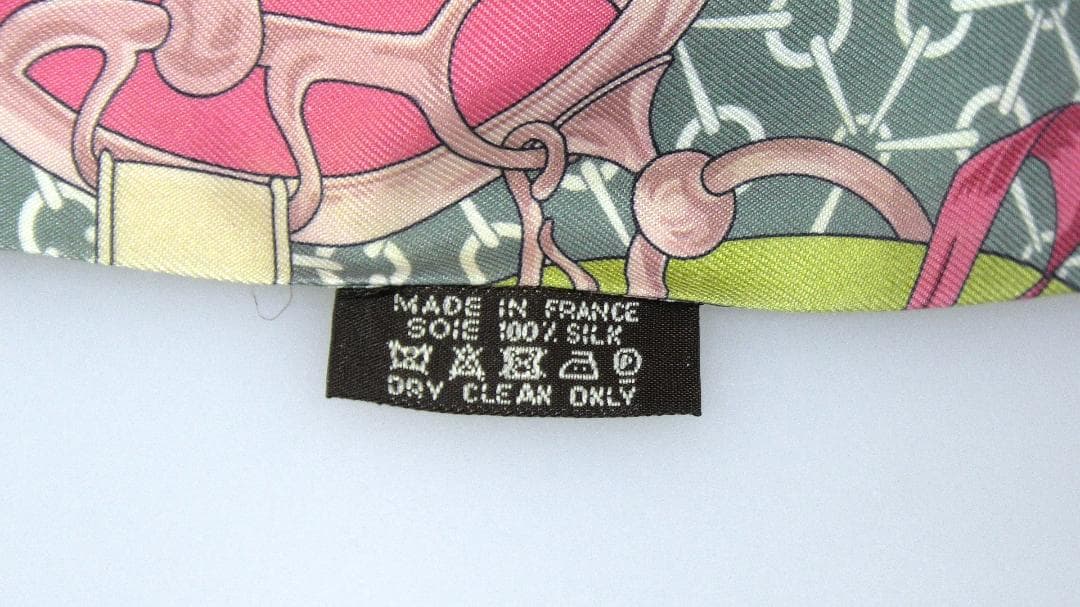 MADE IN FRANCE
SOIE 100% SILK
P
DRY CLEAN ONLY